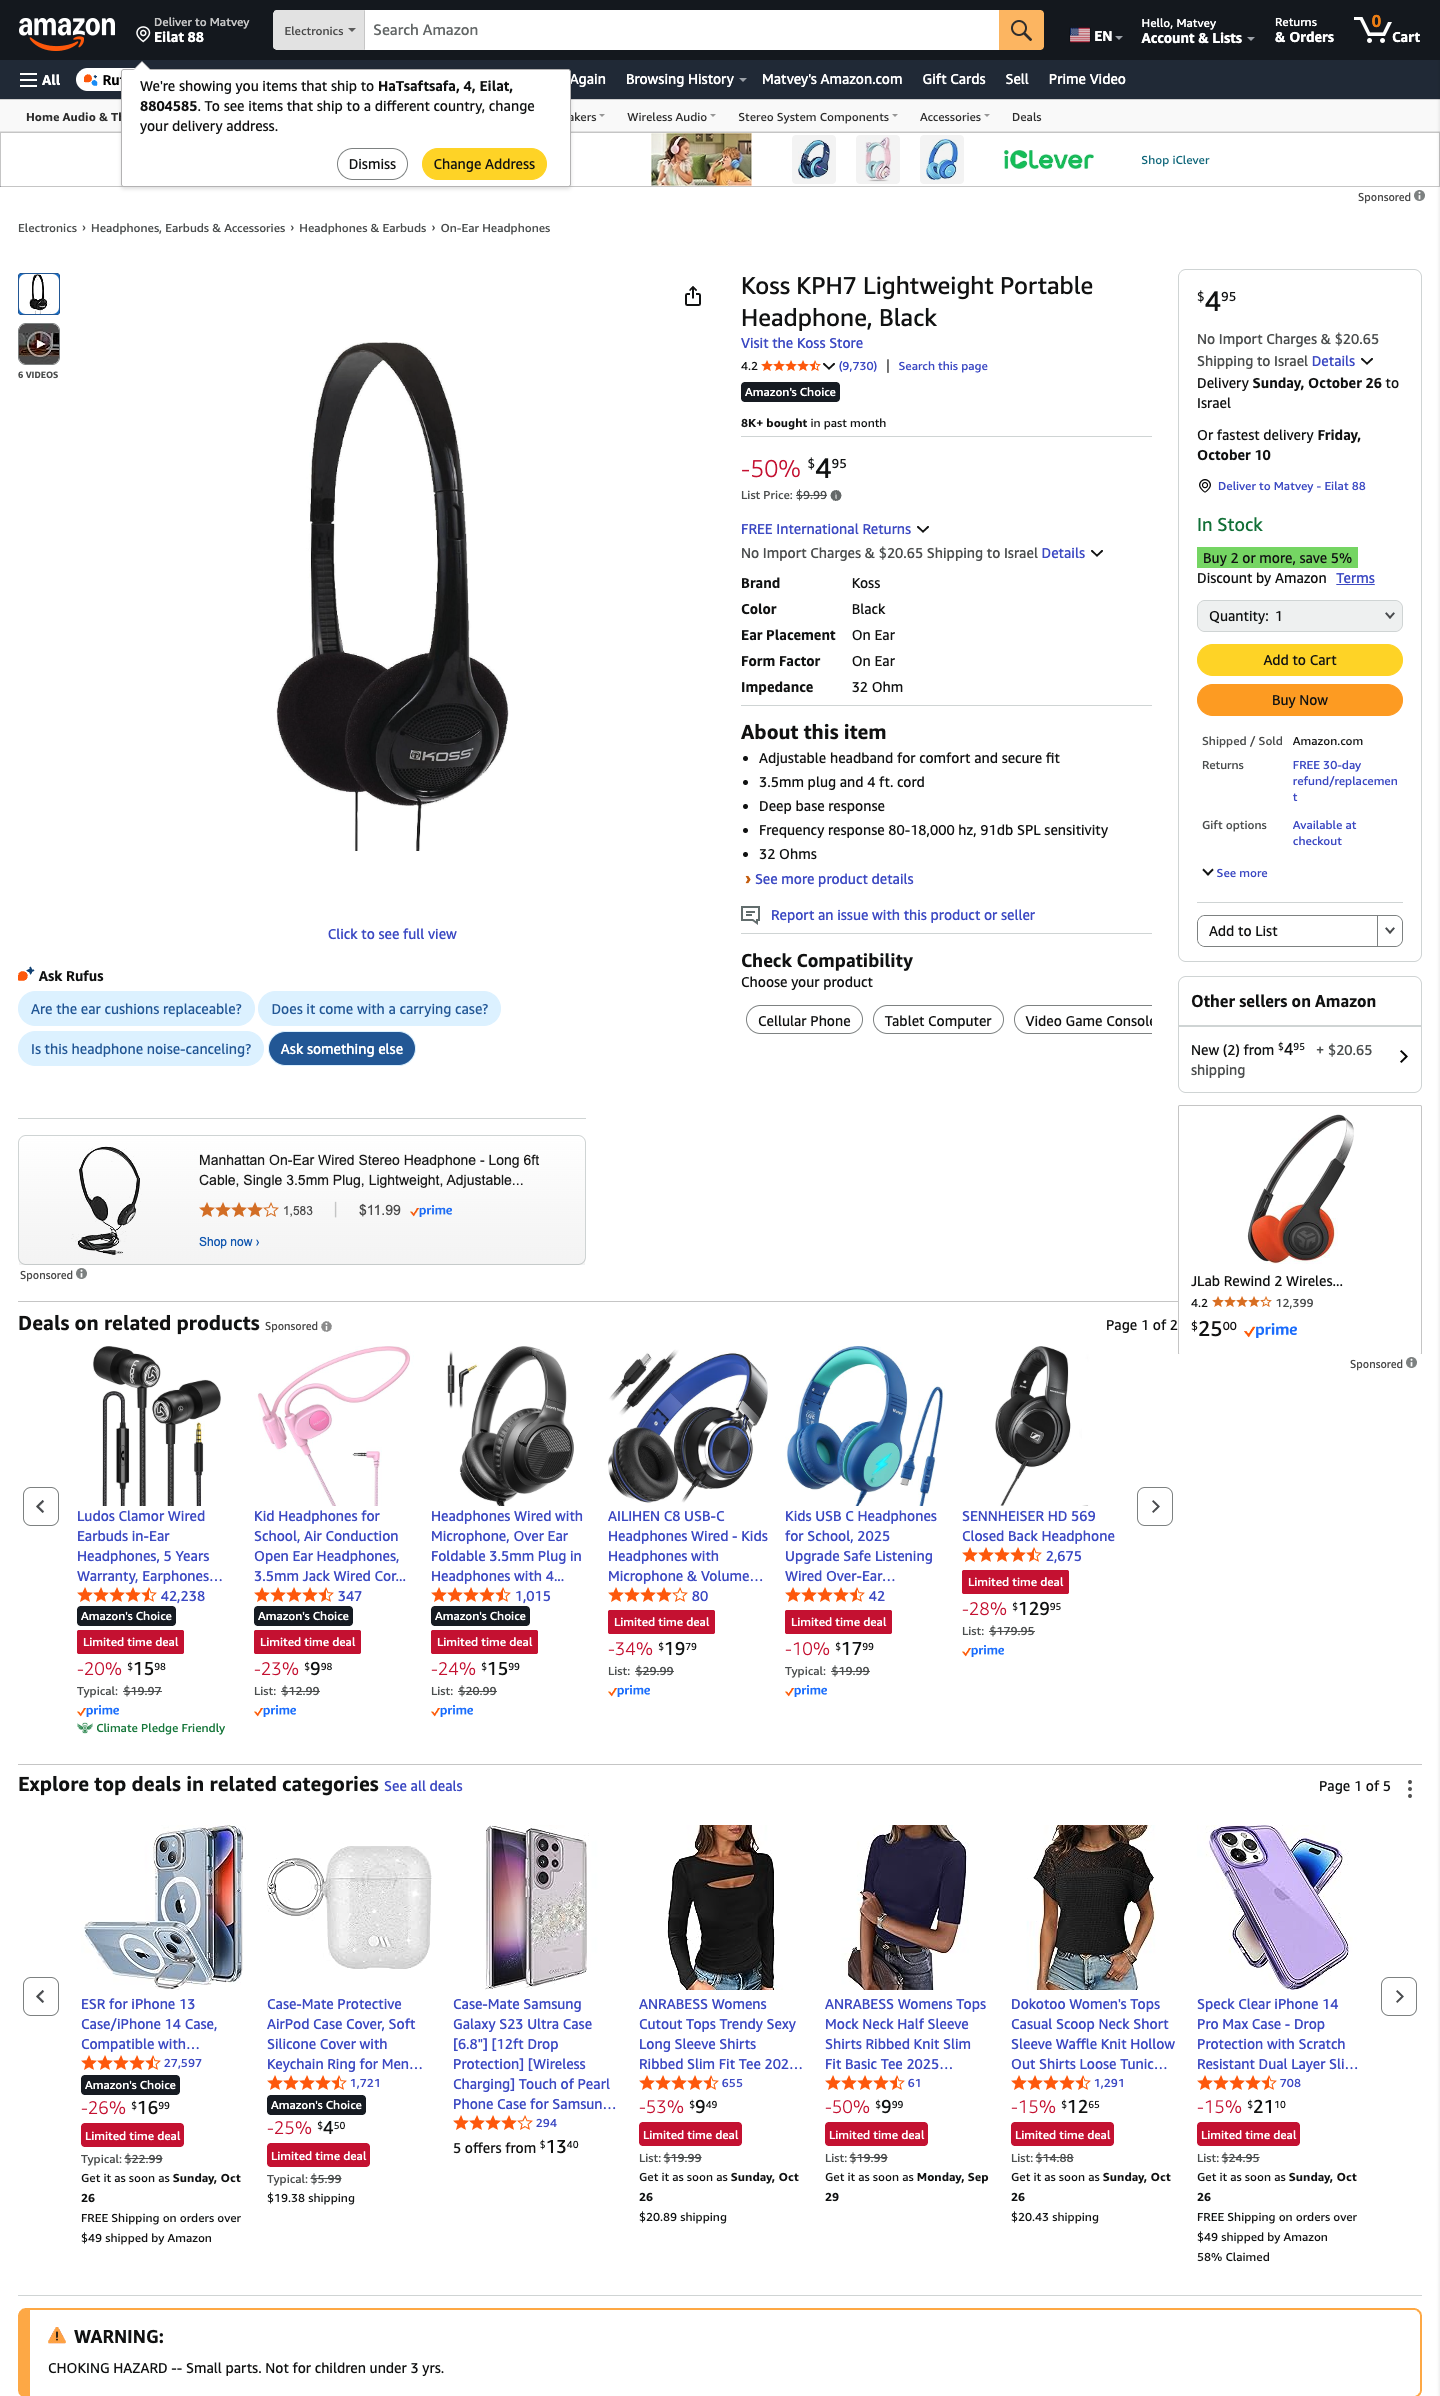 amazon
Deliver to Matvey
Eilat 88
Electronics
Search Amazon
EN
Hello, Matvey
Account & Lists
Returns
& Orders
0
Cart
All
Again
Browsing History
Matvey's Amazon.com
Gift Cards
Sell
Prime Video
We're showing you items that ship to HaTsaftsafa, 4, Eilat,
8804585. To see items that ship to a different country, change
your delivery address.
Dismiss
Change Address
Wireless Audio
Stereo System Components
Accessories
Deals
iClever
Shop iClever
Sponsored
Electronics › Headphones, Earbuds & Accessories › Headphones & Earbuds › On-Ear Headphones
6 VIDEOS
KOSS
Click to see full view
Ask Rufus
Are the ear cushions replaceable?
Does it come with a carrying case?
Is this headphone noise-canceling?
Ask something else
Koss KPH7 Lightweight Portable
Headphone, Black
Visit the Koss Store
4.2 (9,730) | Search this page
Amazon's Choice
8K+ bought in past month
-50% $4.95
List Price: $9.99
FREE International Returns
No Import Charges & $20.65 Shipping to Israel Details
Brand Koss
Color Black
Ear Placement On Ear
Form Factor On Ear
Impedance 32 Ohm
About this item
• Adjustable headband for comfort and secure fit
• 3.5mm plug and 4 ft. cord
• Deep base response
• Frequency response 80-18,000 hz, 91db SPL sensitivity
• 32 Ohms
› See more product details
Report an issue with this product or seller
Check Compatibility
Choose your product
Cellular Phone
Tablet Computer
Video Game Console
$4.95
No Import Charges & $20.65
Shipping to Israel Details
Delivery Sunday, October 26 to
Israel
Or fastest delivery Friday,
October 10
Deliver to Matvey - Eilat 88
In Stock
Buy 2 or more, save 5%
Discount by Amazon Terms
Quantity: 1
Add to Cart
Buy Now
Shipped / Sold Amazon.com
Returns FREE 30-day
refund/replacemen
t
Gift options Available at
checkout
See more
Add to List
Other sellers on Amazon
New (2) from $4.95 + $20.65
shipping
JLab Rewind 2 Wireles...
4.2 12,399
$25.00 prime
Sponsored
Manhattan On-Ear Wired Stereo Headphone - Long 6ft
Cable, Single 3.5mm Plug, Lightweight, Adjustable...
1,583 | $11.99 prime
Shop now ›
Sponsored
Deals on related products Sponsored
Page 1 of 2
Ludos Clamor Wired
Earbuds in-Ear
Headphones, 5 Years
Warranty, Earphones...
42,238
Amazon's Choice
Limited time deal
-20% $15.98
Typical: $19.97
prime
Climate Pledge Friendly
Kid Headphones for
School, Air Conduction
Open Ear Headphones,
3.5mm Jack Wired Cor...
347
Amazon's Choice
Limited time deal
-23% $9.98
List: $12.99
prime
Headphones Wired with
Microphone, Over Ear
Foldable 3.5mm Plug in
Headphones with 4...
1,015
Amazon's Choice
Limited time deal
-24% $15.99
List: $20.99
prime
AILIHEN C8 USB-C
Headphones Wired - Kids
Headphones with
Microphone & Volume...
80
Limited time deal
-34% $19.79
List: $29.99
prime
Kids USB C Headphones
for School, 2025
Upgrade Safe Listening
Wired Over-Ear...
42
Limited time deal
-10% $17.99
Typical: $19.99
prime
SENNHEISER HD 569
Closed Back Headphone
2,675
Limited time deal
-28% $129.95
List: $179.95
prime
Explore top deals in related categories See all deals
Page 1 of 5
ESR for iPhone 13
Case/iPhone 14 Case,
Compatible with...
27,597
Amazon's Choice
-26% $16.99
Limited time deal
Typical: $22.99
Get it as soon as Sunday, Oct
26
FREE Shipping on orders over
$49 shipped by Amazon
Case-Mate Protective
AirPod Case Cover, Soft
Silicone Cover with
Keychain Ring for Men...
1,721
Amazon's Choice
-25% $4.50
Limited time deal
Typical: $5.99
$19.38 shipping
Case-Mate Samsung
Galaxy S23 Ultra Case
[6.8"] [12ft Drop
Protection] [Wireless
Charging] Touch of Pearl
Phone Case for Samsun...
294
5 offers from $13.40
ANRABESS Womens
Cutout Tops Trendy Sexy
Long Sleeve Shirts
Ribbed Slim Fit Tee 202...
655
-53% $9.49
Limited time deal
List: $19.99
Get it as soon as Sunday, Oct
26
$20.89 shipping
ANRABESS Womens Tops
Mock Neck Half Sleeve
Shirts Ribbed Knit Slim
Fit Basic Tee 2025...
61
-50% $9.99
Limited time deal
List: $19.99
Get it as soon as Monday, Sep
29
Dokotoo Women's Tops
Casual Scoop Neck Short
Sleeve Waffle Knit Hollow
Out Shirts Loose Tunic...
1,291
-15% $12.65
Limited time deal
List: $14.88
Get it as soon as Sunday, Oct
26
$20.43 shipping
Speck Clear iPhone 14
Pro Max Case - Drop
Protection with Scratch
Resistant Dual Layer Sli...
708
-15% $21.10
Limited time deal
List: $24.95
Get it as soon as Sunday, Oct
26
FREE Shipping on orders over
$49 shipped by Amazon
58% Claimed
WARNING:
CHOKING HAZARD -- Small parts. Not for children under 3 yrs.